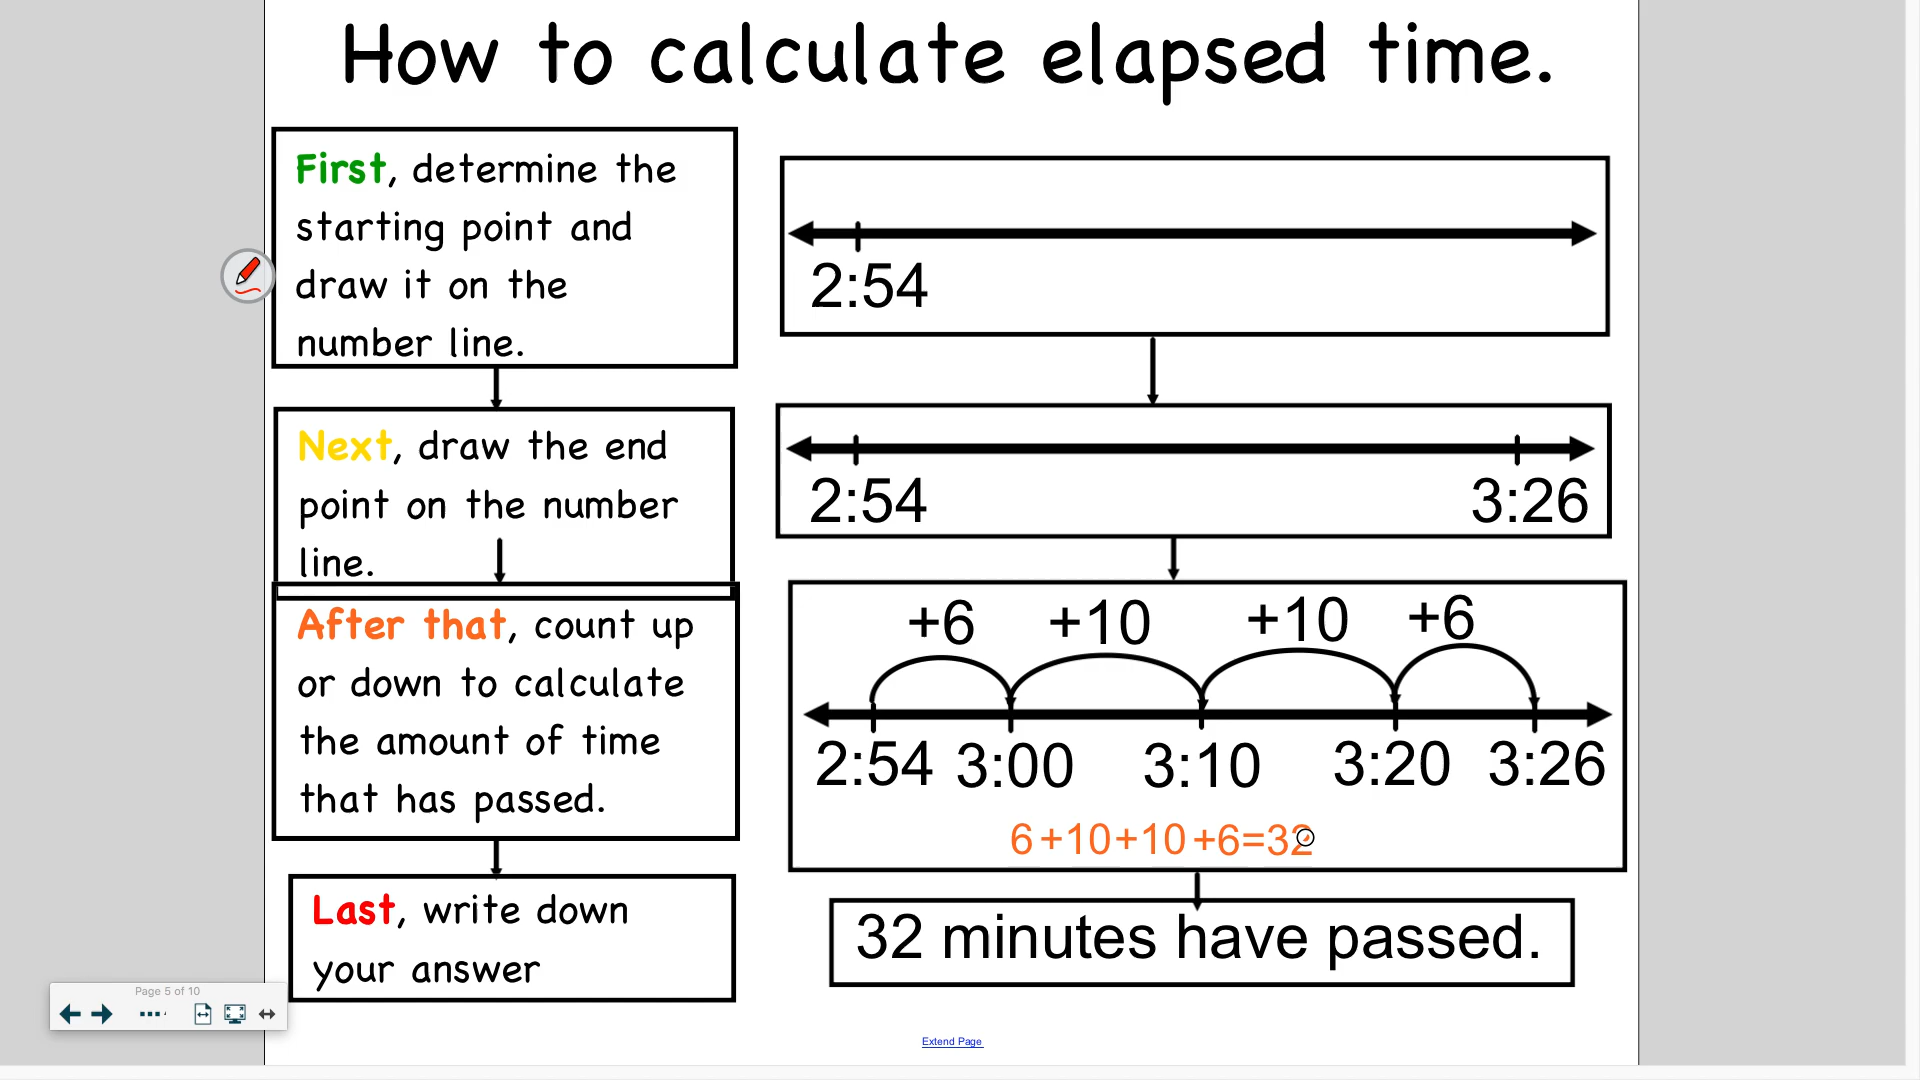 How to calculate elapsed time.
First, determine the
starting point and
draw it on the
number line.
2:54
Next, draw the end
point on the number
line.
2:54 3:26
After that, count up
or down to calculate
the amount of time
that has passed.
+6 +10 +10 +6
2:54 3:00 3:10 3:20 3:26
6+10+10+6=32
Last, write down
your answer
32 minutes have passed.
Page 5 of 10
Extend Page